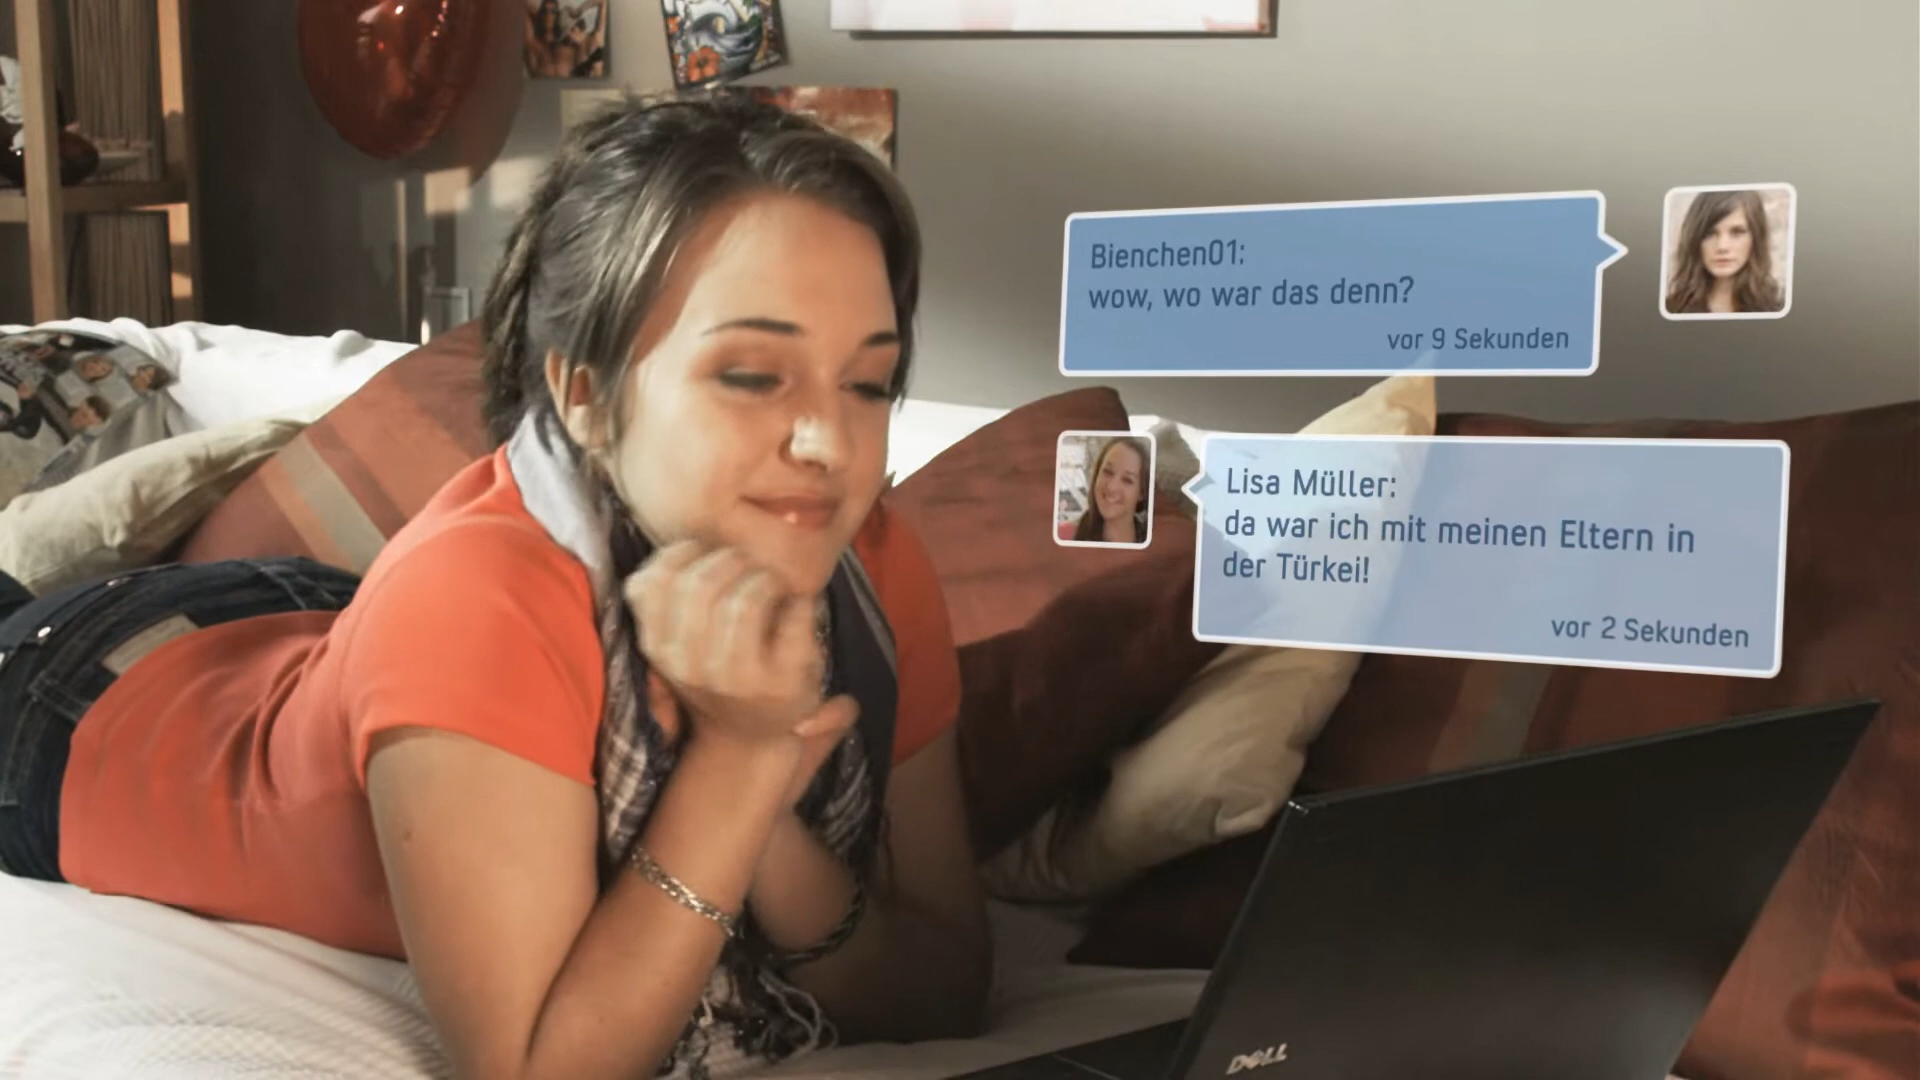 Bienchen01:
wow, wo war das denn?
vor 9 Sekunden
Lisa Müller:
da war ich mit meinen Eltern in
der Türkei!
vor 2 Sekunden
DELL